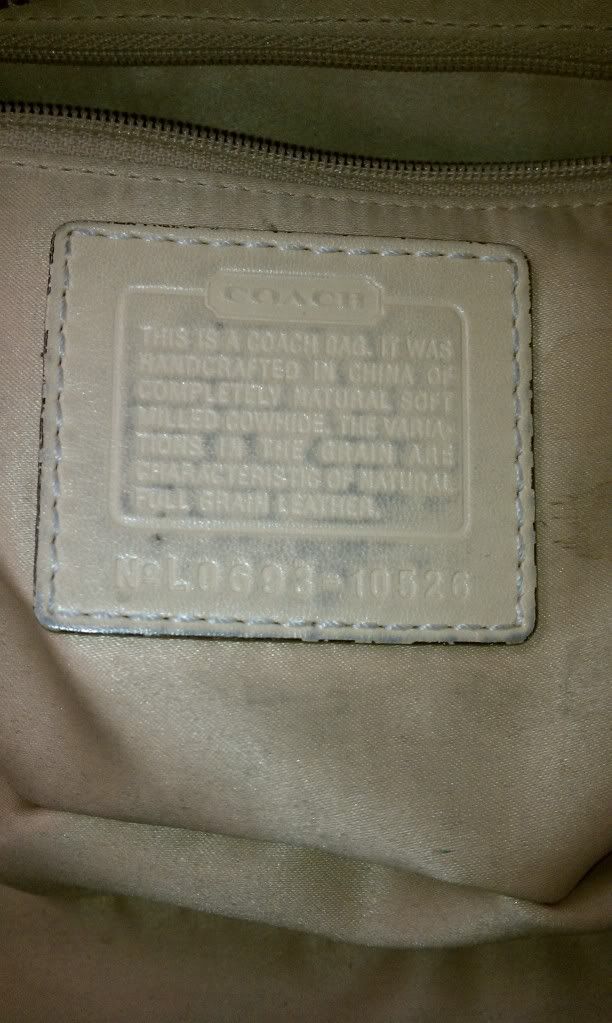 COACH
THIS IS A COACH BAG. IT WAS
HANDCRAFTED IN CHINA OF
COMPLETELY NATURAL SOFT
MILLED COWHIDE. THE VARIA-
TIONS IN THE GRAIN ARE
CHARACTERISTIC OF NATURAL
FULL GRAIN LEATHER.
No L0693-10526